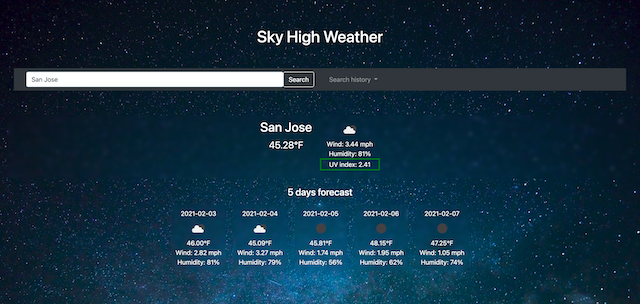 Sky High Weather
San Jose Search Search history
San Jose
45.28°F
Wind: 3.44 mph
Humidity: 81%
UV index: 2.41
5 days forecast
2021-02-03 2021-02-04 2021-02-05 2021-02-06 2021-02-07
46.00°F 45.09°F 45.81°F 48.15°F 47.25°F
Wind: 2.82 mph Wind: 3.27 mph Wind: 1.74 mph Wind: 1.95 mph Wind: 1.05 mph
Humidity: 81% Humidity: 79% Humidity: 56% Humidity: 62% Humidity: 74%